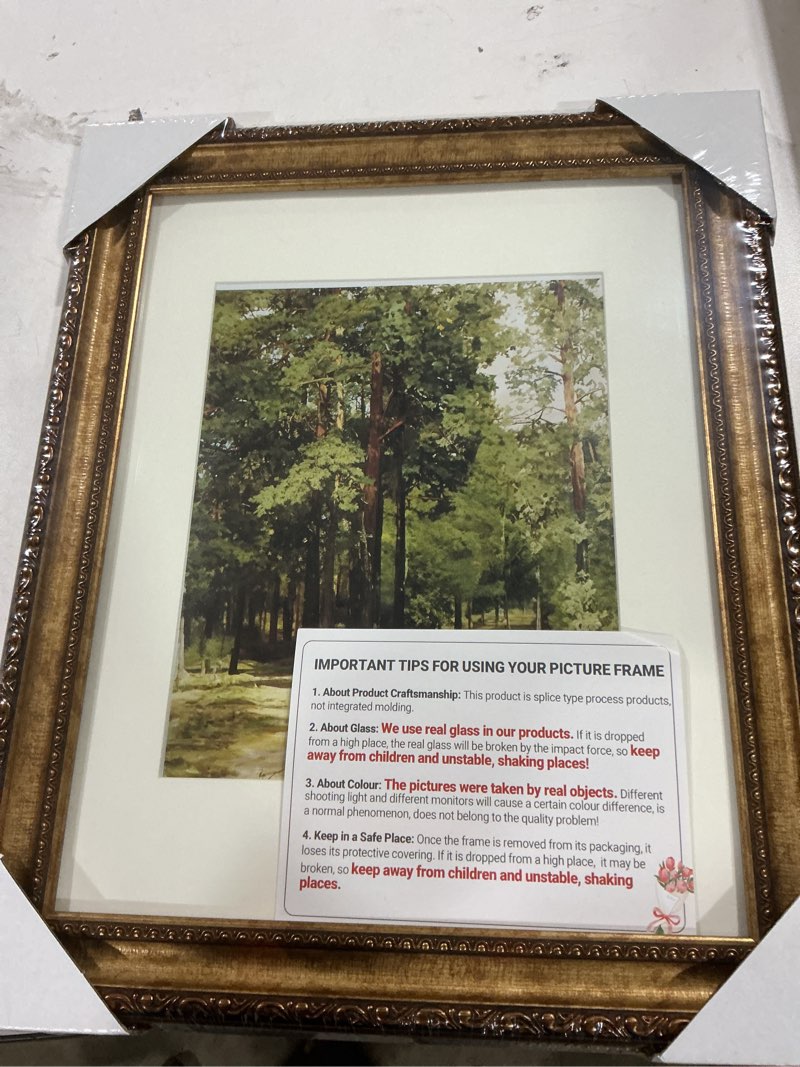 IMPORTANT TIPS FOR USING YOUR PICTURE FRAME
1. About Product Craftsmanship: This product is splice type process products,
not integrated molding.
2. About Glass: We use real glass in our products. If it is dropped
from a high place, the real glass will be broken by the impact force, so keep
away from children and unstable, shaking places!
3. About Colour: The pictures were taken by real objects. Different
shooting light and different monitors will cause a certain colour difference, is
a normal phenomenon, does not belong to the quality problem!
4. Keep in a Safe Place: Once the frame is removed from its packaging, it
loses its protective covering. If it is dropped from a high place, it may be
broken, so keep away from children and unstable, shaking
places.